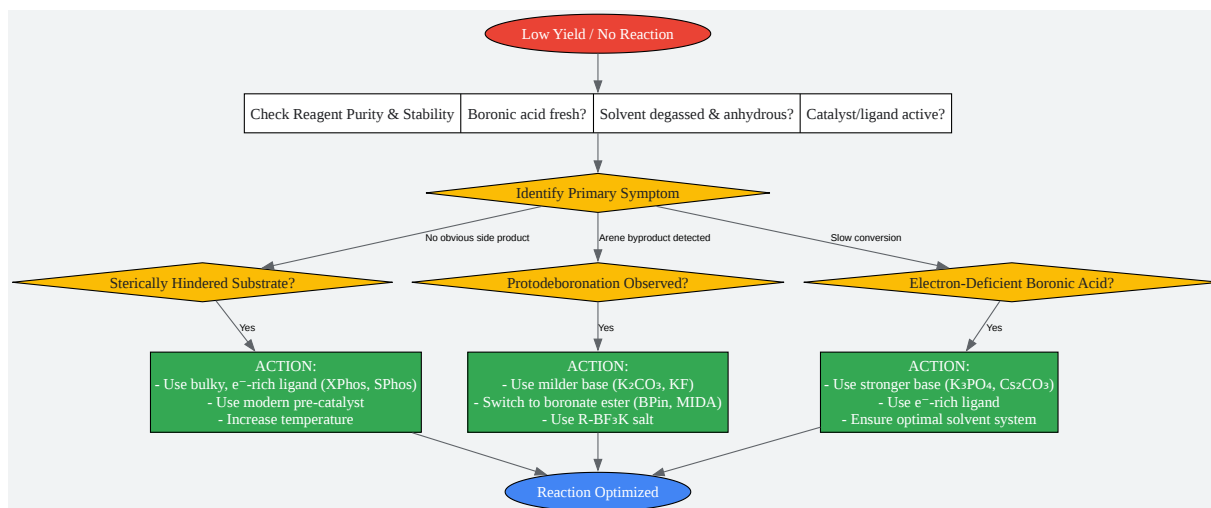 Low Yield / No Reaction
Check Reagent Purity & Stability
Boronic acid fresh?
Solvent degassed & anhydrous?
Catalyst/ligand active?
Identify Primary Symptom
No obvious side product
Arene byproduct detected
Slow conversion
Sterically Hindered Substrate?
Protodeboronation Observed?
Electron-Deficient Boronic Acid?
Yes
Yes
Yes
ACTION:
- Use bulky, e⁻-rich ligand (XPhos, SPhos)
- Use modern pre-catalyst
- Increase temperature
ACTION:
- Use milder base (K₂CO₃, KF)
- Switch to boronate ester (BPin, MIDA)
- Use R-BF₃K salt
ACTION:
- Use stronger base (K₃PO₄, Cs₂CO₃)
- Use e⁻-rich ligand
- Ensure optimal solvent system
Reaction Optimized